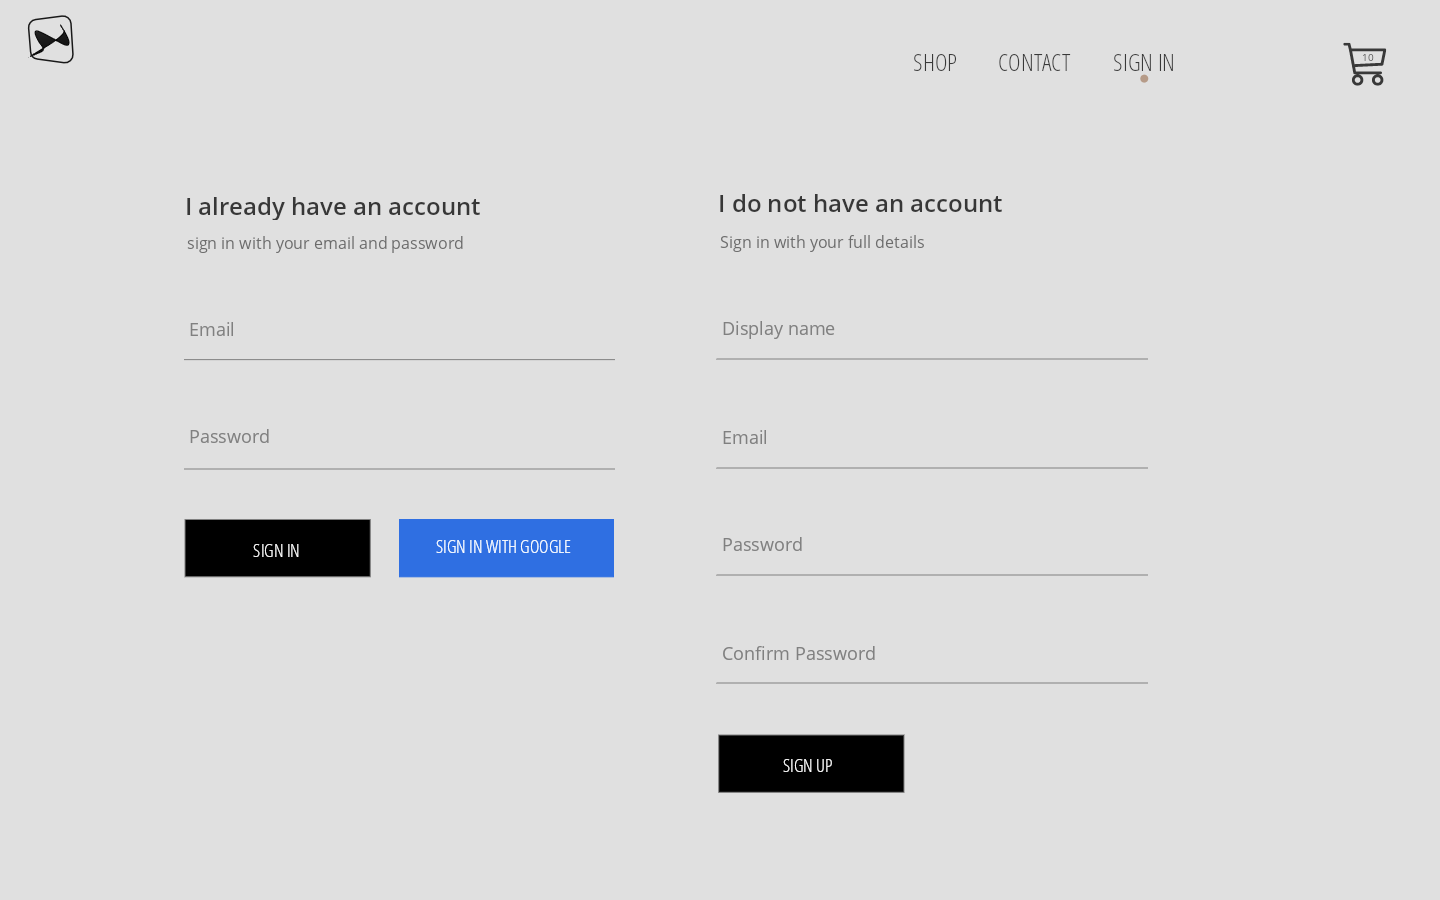 SHOP CONTACT SIGN IN
10
I already have an account
sign in with your email and password
Email
Password
SIGN IN
SIGN IN WITH GOOGLE
I do not have an account
Sign in with your full details
Display name
Email
Password
Confirm Password
SIGN UP